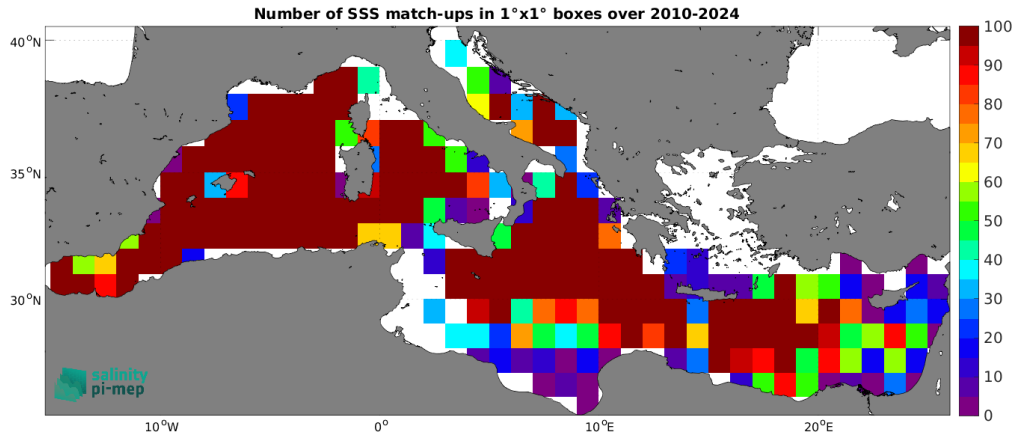 Number of SSS match-ups in 1°x1° boxes over 2010-2024
40°N
35°N
30°N
10°W
0°
10°E
20°E
100
90
80
70
60
50
40
30
20
10
0
salinity
pi-mep